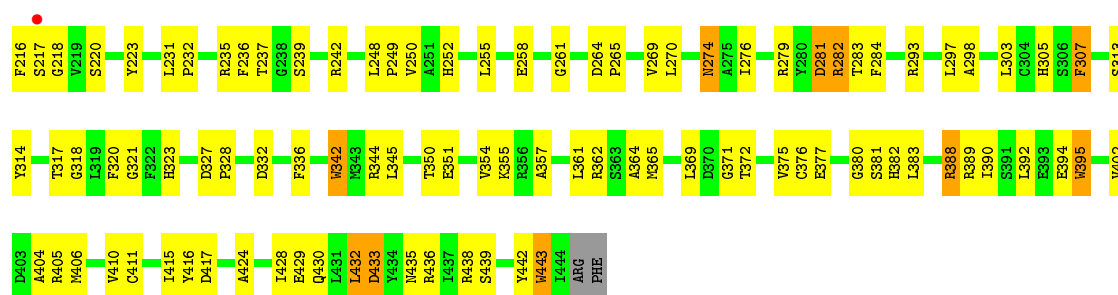 F216 S217 G218 V219 S220 Y223 L231 P232 R235 F236 T237 G238 S239 R242 L248 P249 V250 A251 H252 L255 E258 G261 D264 P265 V269 L270 N274 A275 I276 R279 Y280 D281 R282 T283 F284 R293 L297 A298 L303 C304 H305 S306 F307 S313
Y314 T317 G318 L319 F320 G321 F322 H323 D327 P328 D332 F336 W342 M343 R344 L345 T350 E351 V354 K355 R356 A357 L361 R362 S363 A364 M365 L369 D370 G371 T372 V375 C376 E377 G380 S381 H382 L383 R388 R389 I390 S391 L392 E393 E394 W395 V402
D403 A404 R405 M406 V410 C411 I415 Y416 D417 A424 I428 E429 Q430 L431 L432 D433 Y434 N435 R436 I437 R438 S439 Y442 W443 I444 ARG PHE